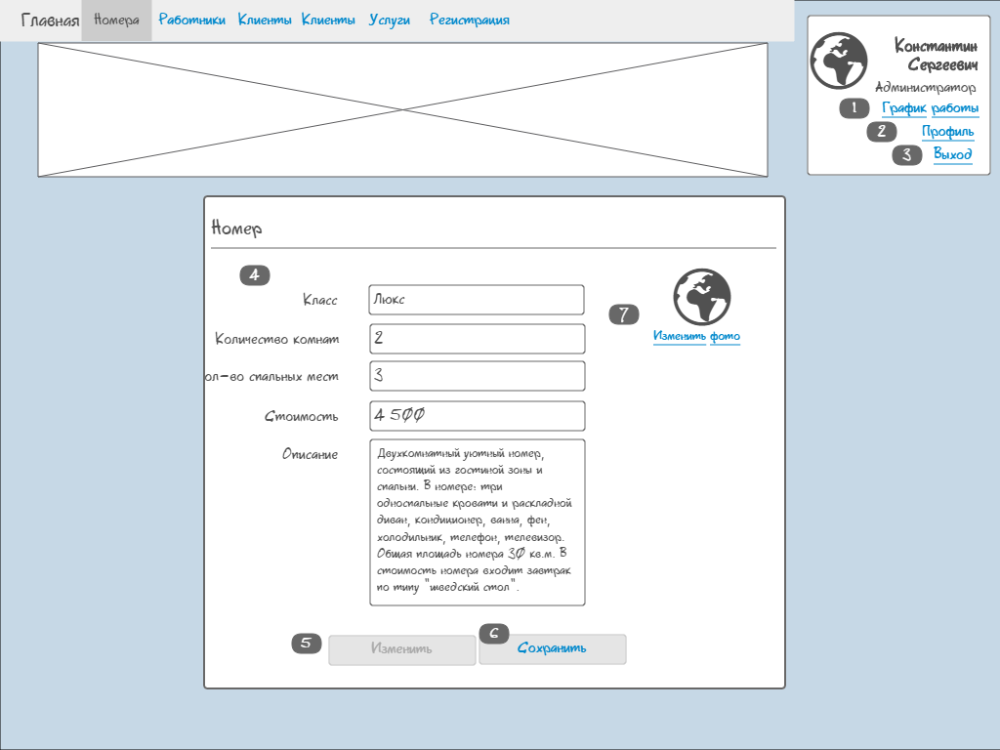 Главная Номера Работники Клиенты Клиенты Услуги Регистрация
Константин
Сергеевич
Администратор
1 График работы
2 Профиль
3 Выход
Номер
4
Класс Люкс
7
Изменить фото
Количество комнат 2
ол-во спальных мест 3
Стоимость 4 500
Описание
Двухкомнатный уютный номер,
состоящий из гостиной зоны и
спальни. В номере: три
односпальные кровати и раскладной
диван, кондиционер, ванна, фен,
холодильник, телефон, телевизор.
Общая площадь номера 30 кв.м. В
стоимость номера входит завтрак
по типу "шведский стол".
5 Изменить
6 Сохранить